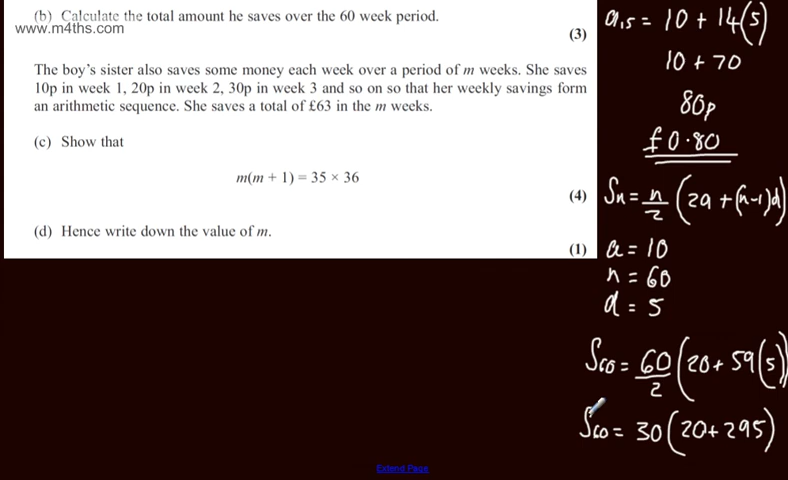 (b) Calculate the total amount he saves over the 60 week period.
www.m4ths.com
(3)
The boy's sister also saves some money each week over a period of m weeks. She saves
10p in week 1, 20p in week 2, 30p in week 3 and so on so that her weekly savings form
an arithmetic sequence. She saves a total of £63 in the m weeks.
(c) Show that
m(m + 1) = 35 × 36
(4)
(d) Hence write down the value of m.
(1)
a₁₅ = 10 + 14(5)
10 + 70
80p
£0.80
Sn = n/2 (2a + (n-1)d)
a = 10
n = 60
d = 5
S₆₀ = 60/2 (20 + 59(5))
S₆₀ = 30(20 + 295)
Extend Page